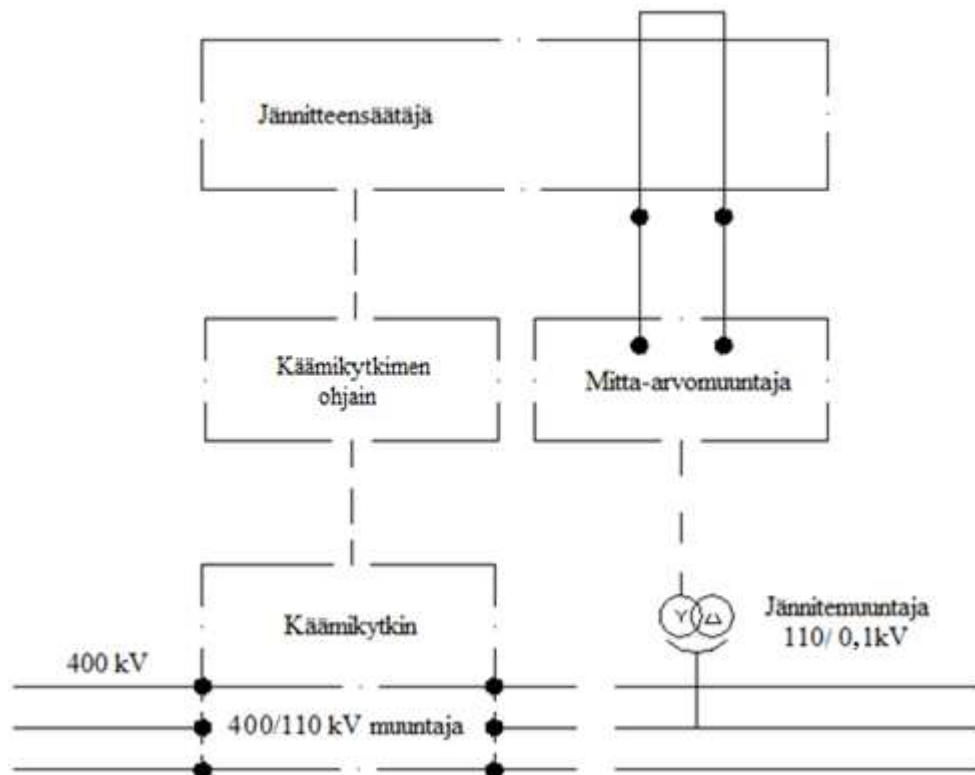 Jännitteensäätäjä
Käämikytkimen
ohjain
Mitta-arvomuuntaja
Käämikytkin
Jännitemuuntaja
110/ 0,1kV
400 kV
400/110 kV muuntaja